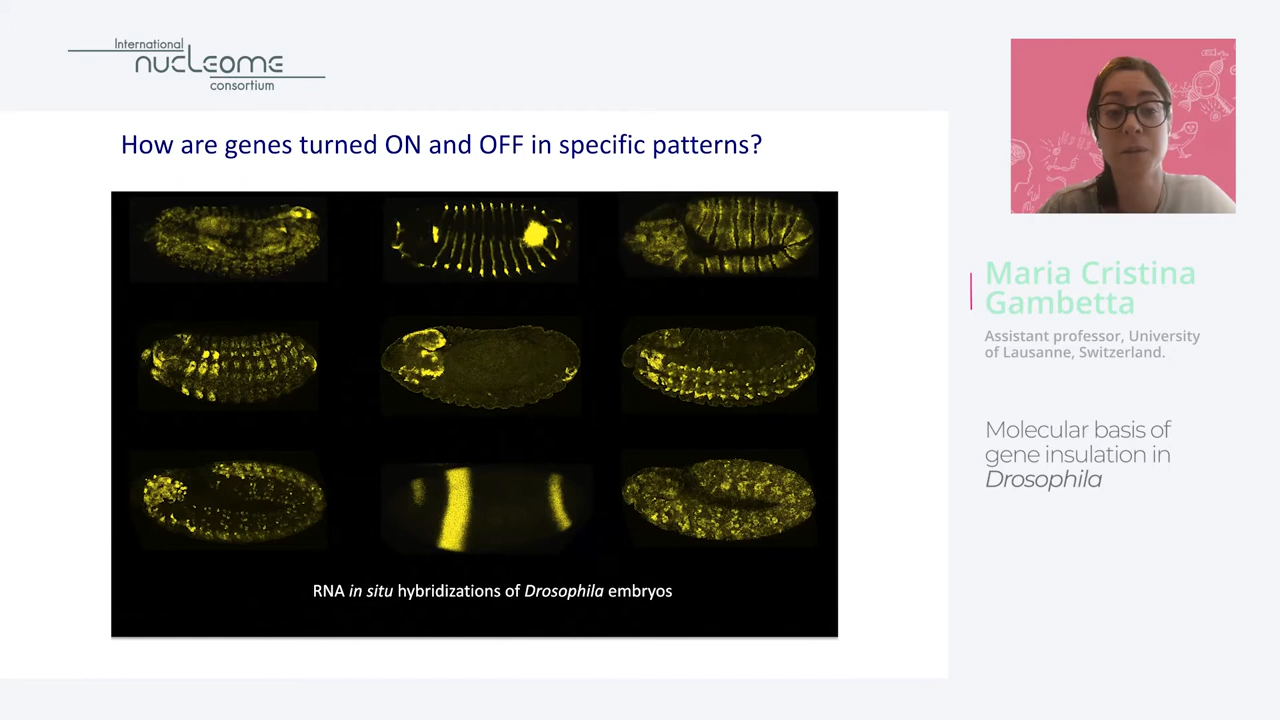 International
nucleome
consortium
How are genes turned ON and OFF in specific patterns?
RNA in situ hybridizations of Drosophila embryos
Maria Cristina
Gambetta
Assistant professor, University
of Lausanne, Switzerland.
Molecular basis of
gene insulation in
Drosophila